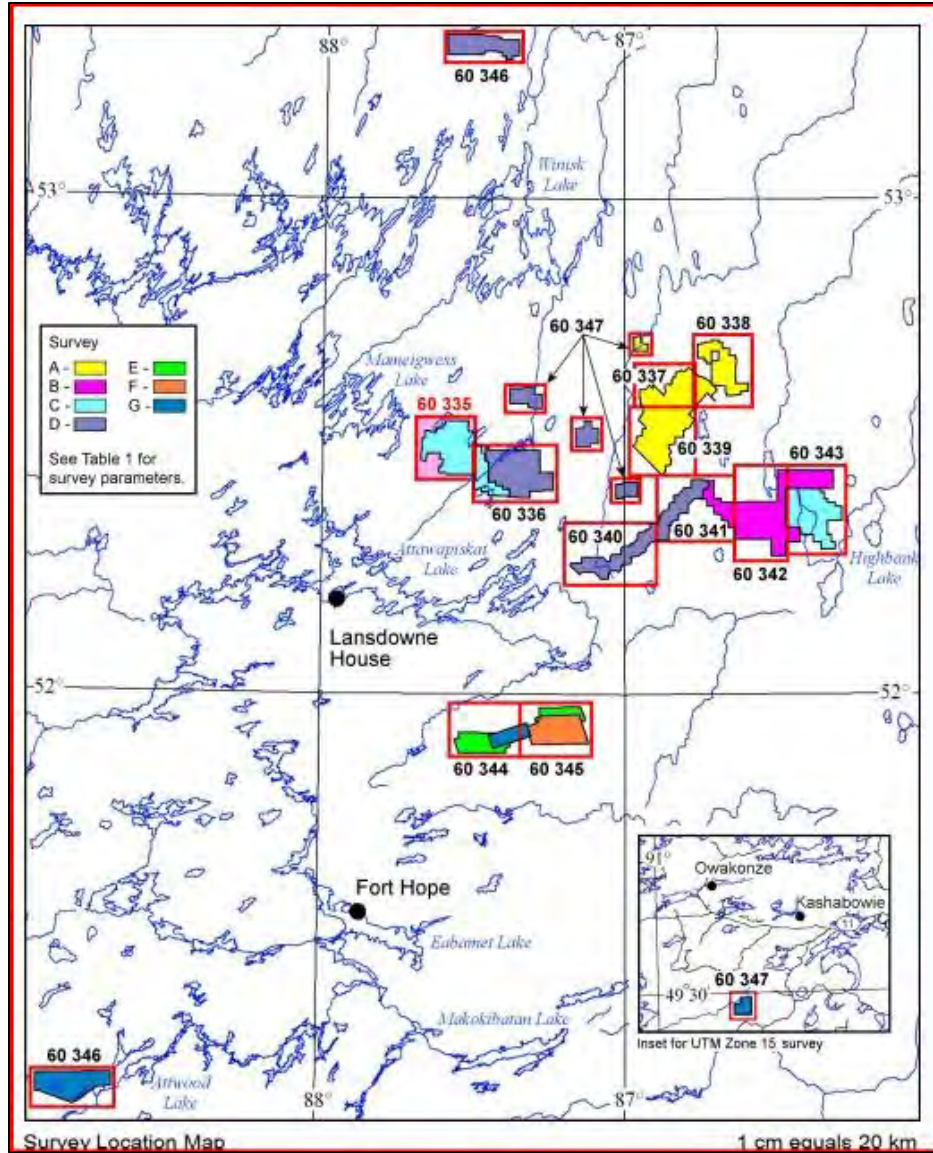 88°
87°
60 346
Winisk
Lake
53°
53°
60 347
60 338
Survey
A -
E -
B -
F -
C -
G -
D -
See Table 1 for
survey parameters.
Mameigwess
Lake
60 337
60 335
60 339
60 343
60 336
60 340
60 341
Attawapiskat
Lake
60 342
Highbank
Lake
Lansdowne
House
52°
52°
60 344
60 345
91°
Owakonze
Kashabowie
11
Fort Hope
Eabamet Lake
60 347
49°30'
Makokibatan Lake
Inset for UTM Zone 15 survey
60 346
Attwood
Lake
88°
87°
Survey Location Map
1 cm equals 20 km